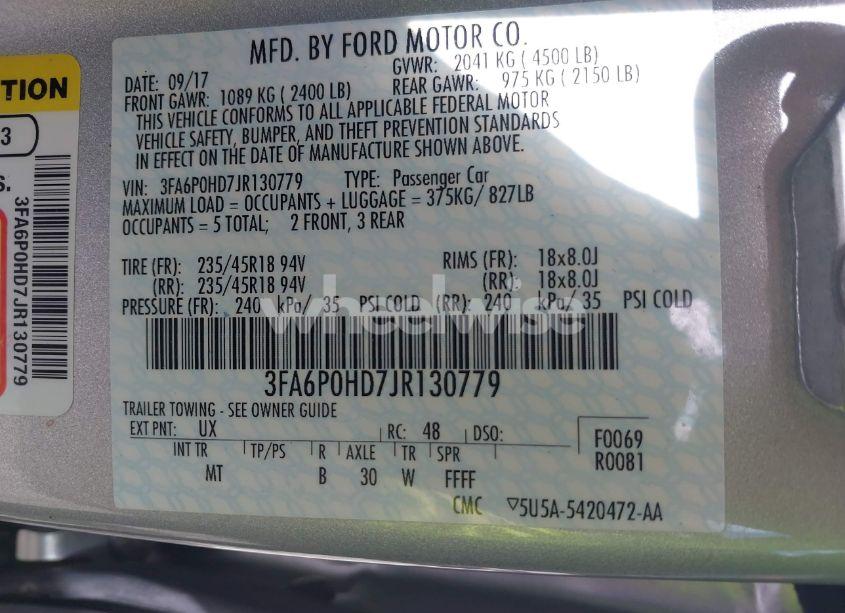 MFD. BY FORD MOTOR CO.
DATE: 09/17 GVWR: 2041 KG ( 4500 LB)
FRONT GAWR: 1089 KG ( 2400 LB) REAR GAWR: 975 KG ( 2150 LB)
THIS VEHICLE CONFORMS TO ALL APPLICABLE FEDERAL MOTOR
VEHICLE SAFETY, BUMPER, AND THEFT PREVENTION STANDARDS
IN EFFECT ON THE DATE OF MANUFACTURE SHOWN ABOVE.
VIN: 3FA6P0HD7JR130779 TYPE: Passenger Car
MAXIMUM LOAD = OCCUPANTS + LUGGAGE = 375KG/ 827LB
OCCUPANTS = 5 TOTAL; 2 FRONT, 3 REAR
TIRE (FR): 235/45R18 94V RIMS (FR): 18x8.0J
(RR): 235/45R18 94V (RR): 18x8.0J
PRESSURE (FR): 240 kPa/ 35 PSI COLD (RR): 240 kPa/ 35 PSI COLD
wheelwise
3FA6P0HD7JR130779
TRAILER TOWING - SEE OWNER GUIDE
EXT PNT: UX RC: 48 DSO: F0069
INT TR TP/PS R AXLE TR SPR R0081
MT B 30 W FFFF
CMC 5U5A-5420472-AA
TION
3
S.
3FA6P0HD7JR130779